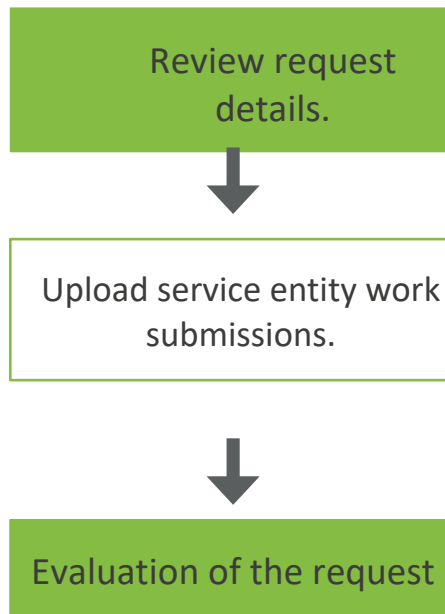 Review request
details.
Upload service entity work
submissions.
Evaluation of the request